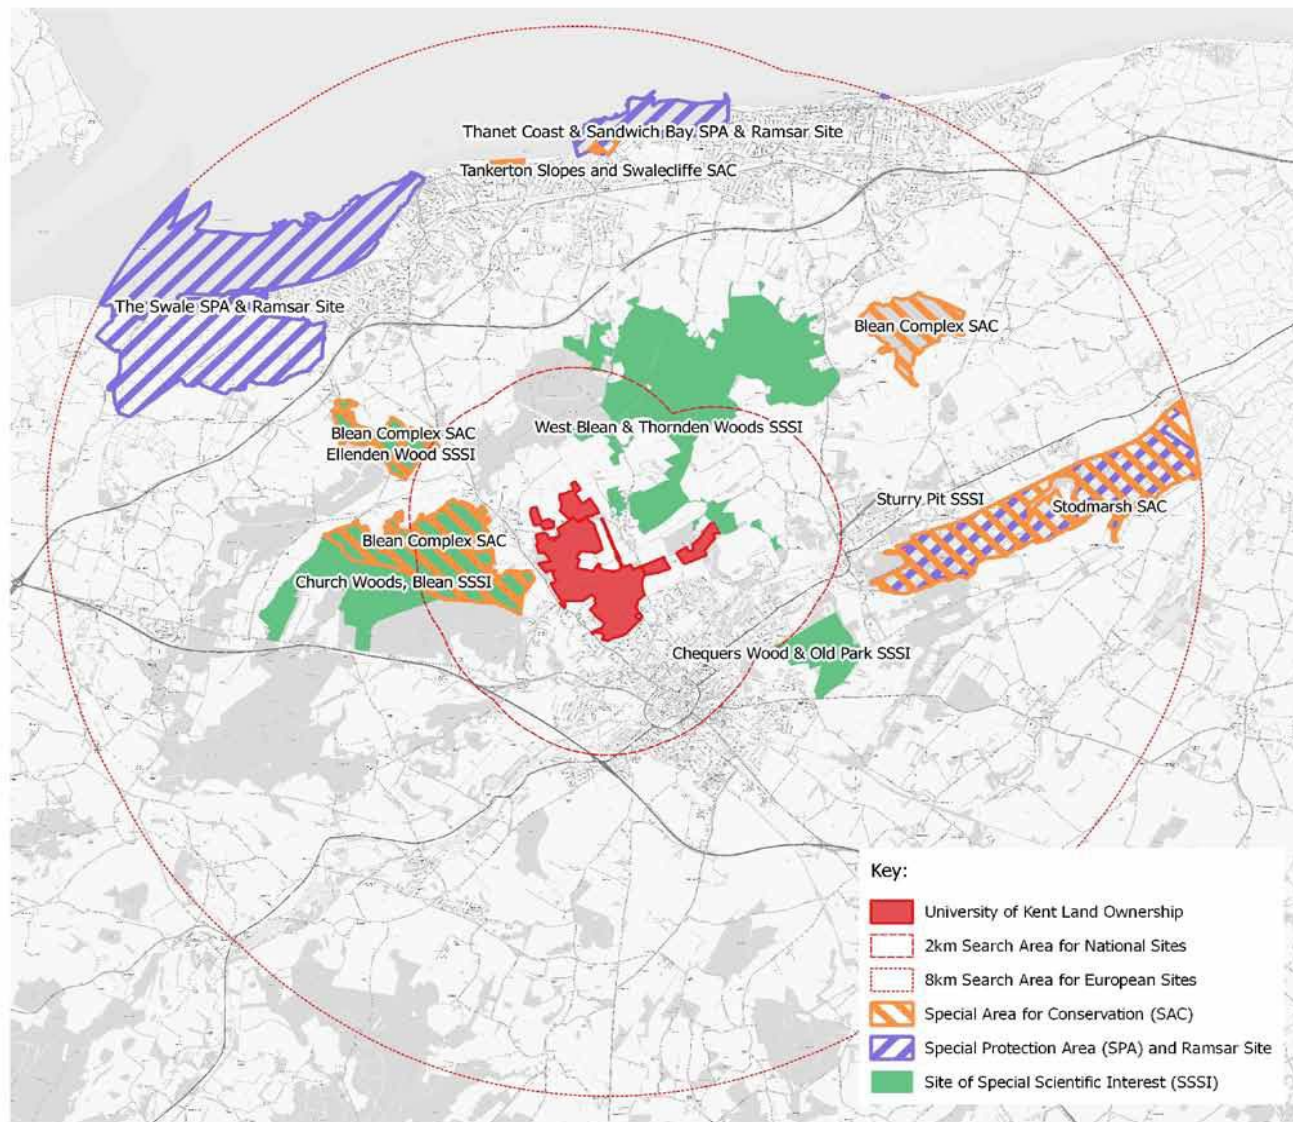 Thanet Coast & Sandwich Bay SPA & Ramsar Site
Tankerton Slopes and Swalecliffe SAC
The Swale SPA & Ramsar Site
Blean Complex SAC
West Blean & Thornden Woods SSSI
Blean Complex SAC
Ellenden Wood SSSI
Sturry Pit SSSI
Stodmarsh SAC
Blean Complex SAC
Church Woods, Blean SSSI
Chequers Wood & Old Park SSSI
Key:
University of Kent Land Ownership
2km Search Area for National Sites
8km Search Area for European Sites
Special Area for Conservation (SAC)
Special Protection Area (SPA) and Ramsar Site
Site of Special Scientific Interest (SSSI)